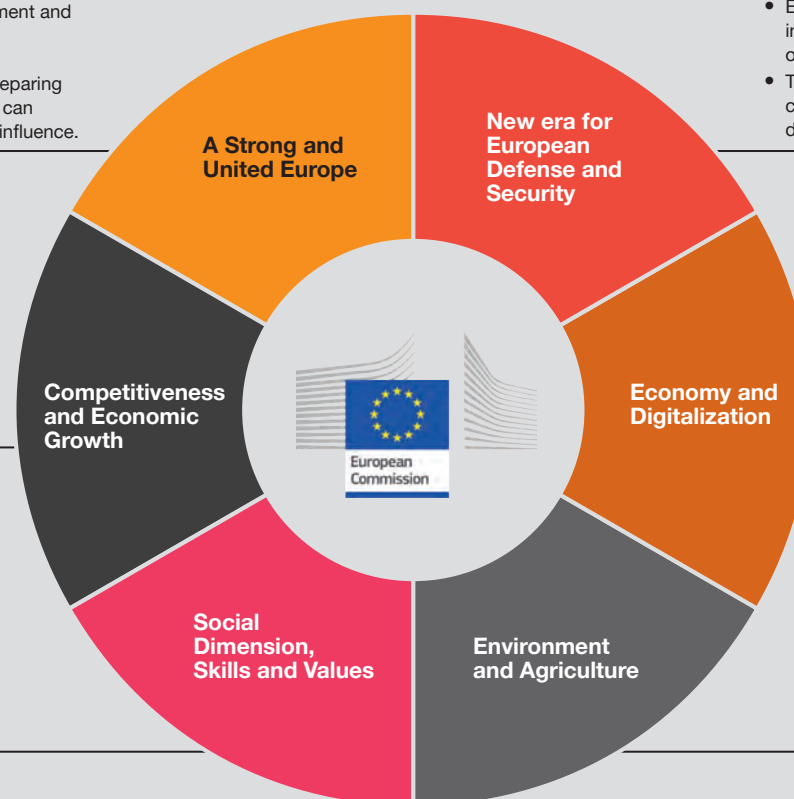 ment and
eparing
can
influence.
A Strong and
United Europe
New era for
European
Defense and
Security
Competitiveness
and Economic
Growth
European
Commission
Economy and
Digitalization
Social
Dimension,
Skills and Values
Environment
and Agriculture